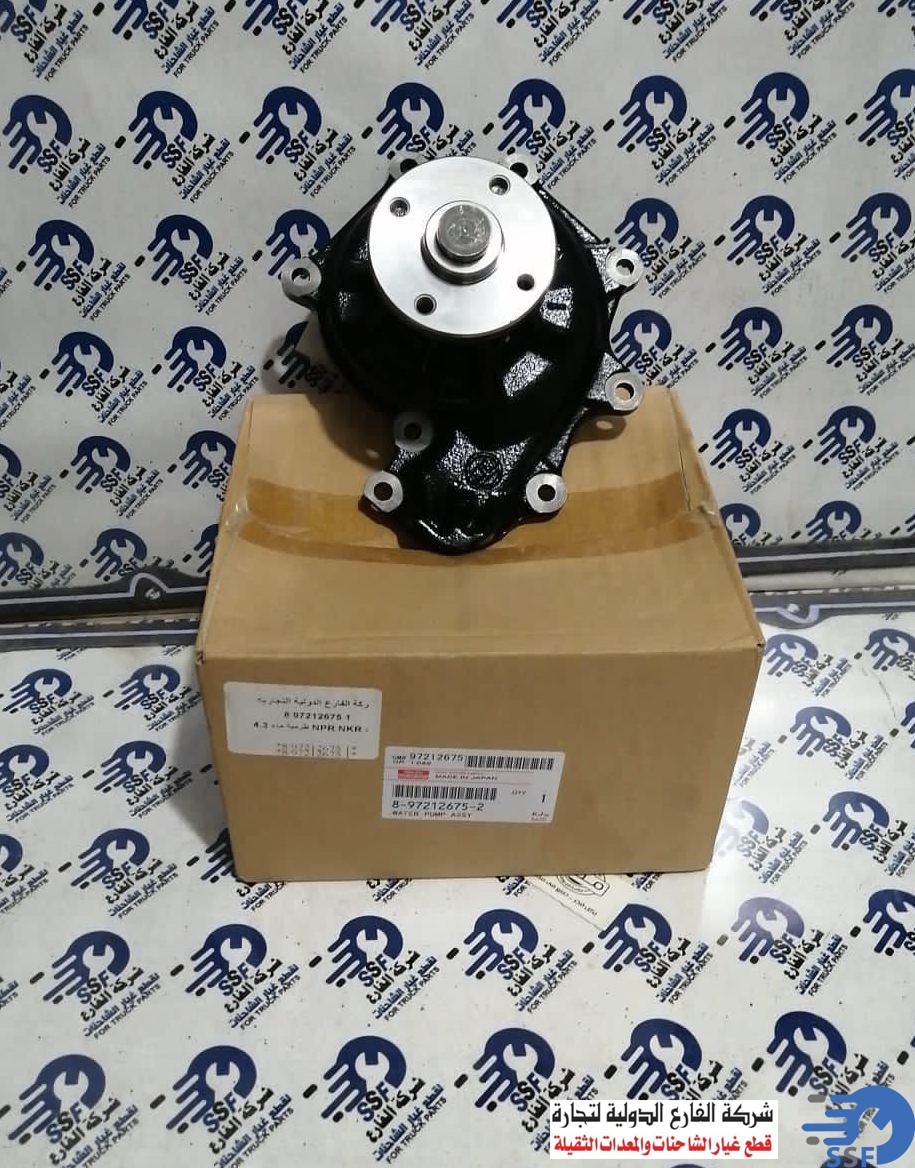 SSF
شركة الفارع
لقطع غيار الشاحنات
FOR TRUCK PARTS
ركة الفارع الدولية التجارية
8 97212675 1
طرمبة ماء 4.3 NPR NKR
97212675
MADE IN JAPAN
QTY
1
8-97212675-2
WATER PUMP ASSY
شركة الفارع الدولية لتجارة
قطع غيار الشاحنات والمعدات الثقيلة
SSF